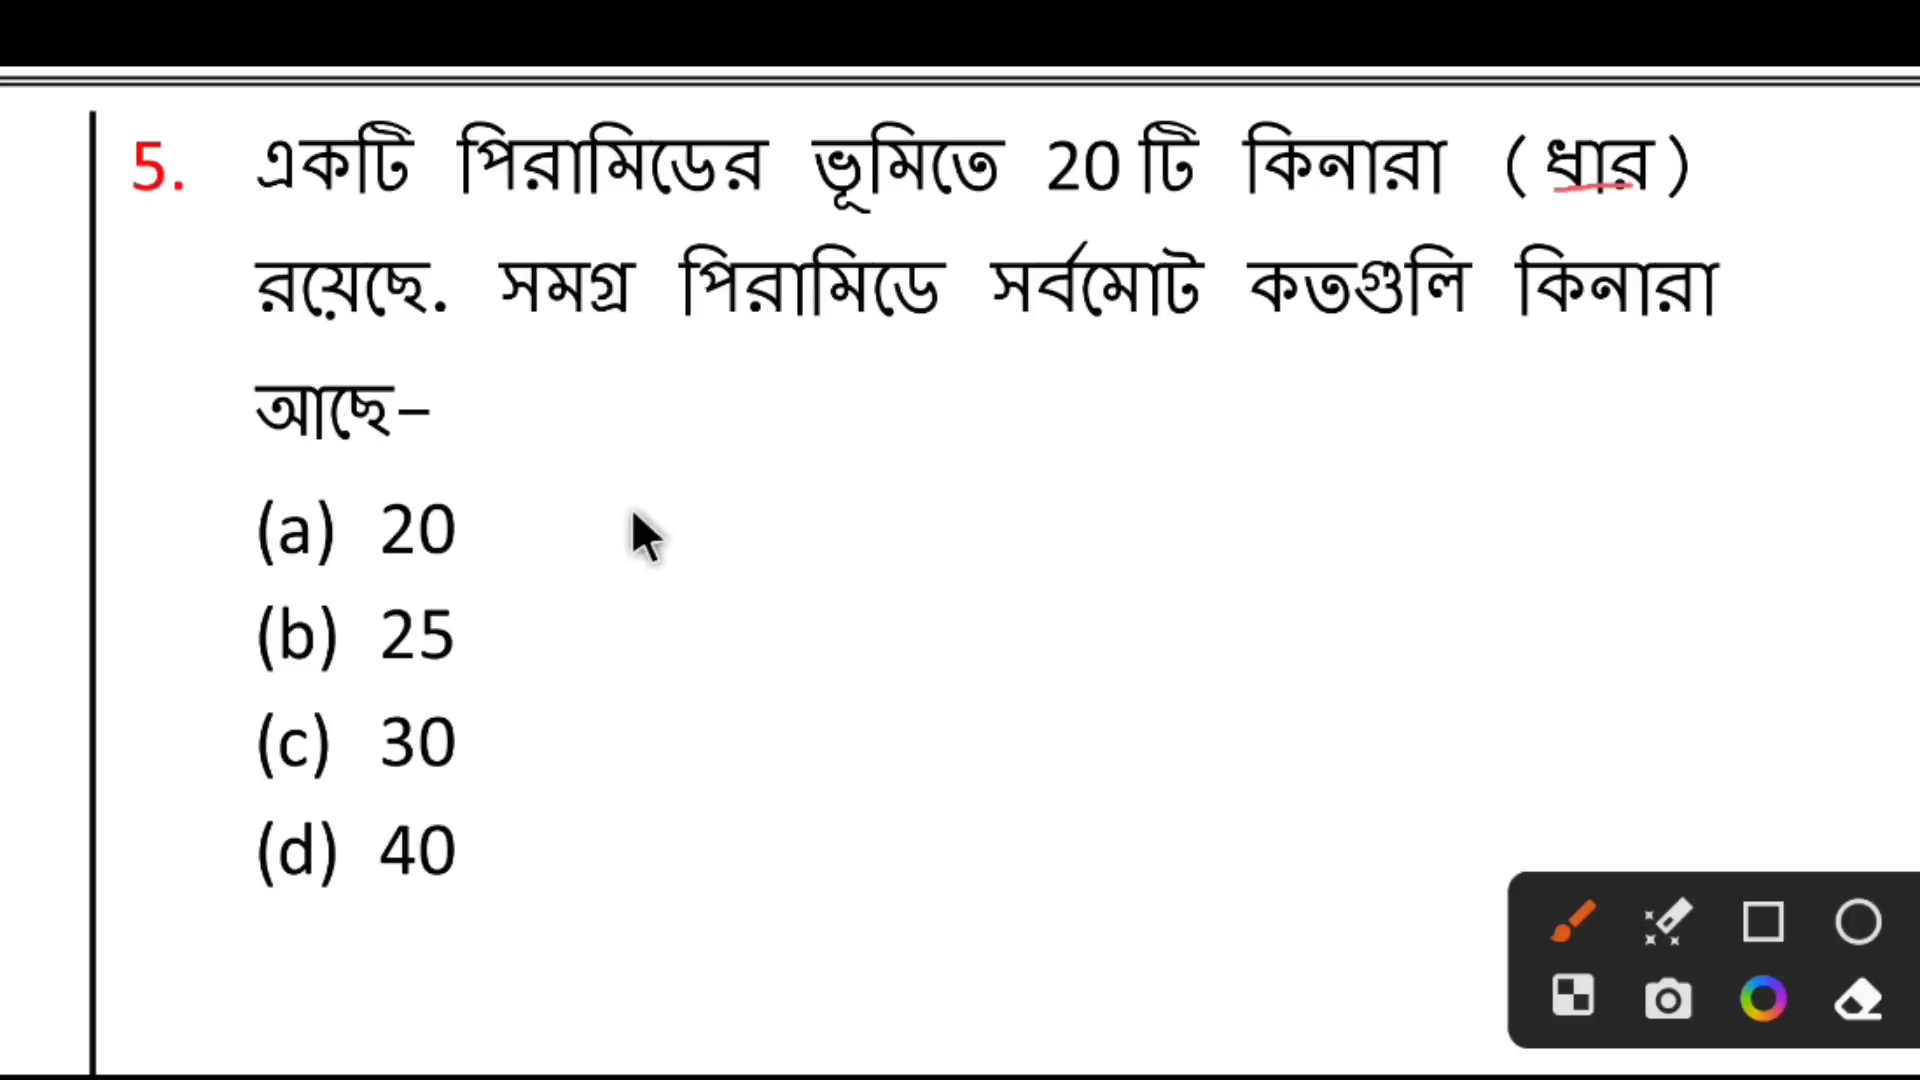 5. একটি পিরামিডের ভূমিতে 20 টি কিনারা (ধার)
রয়েছে. সমগ্র পিরামিডে সর্বমোট কতগুলি কিনারা
আছে–
(a) 20
(b) 25
(c) 30
(d) 40